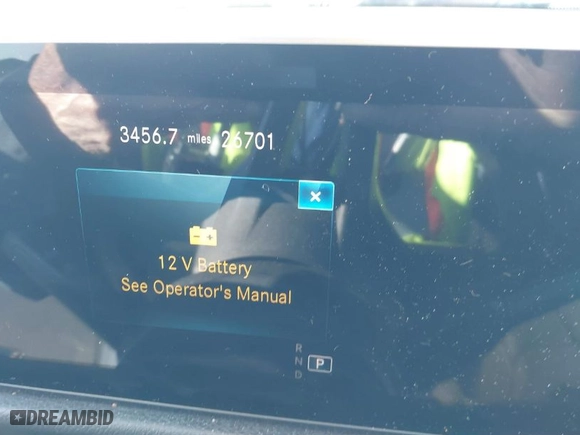 3456.7 miles 26701
×
12 V Battery
See Operator's Manual
R
N P
D
DREAMBID